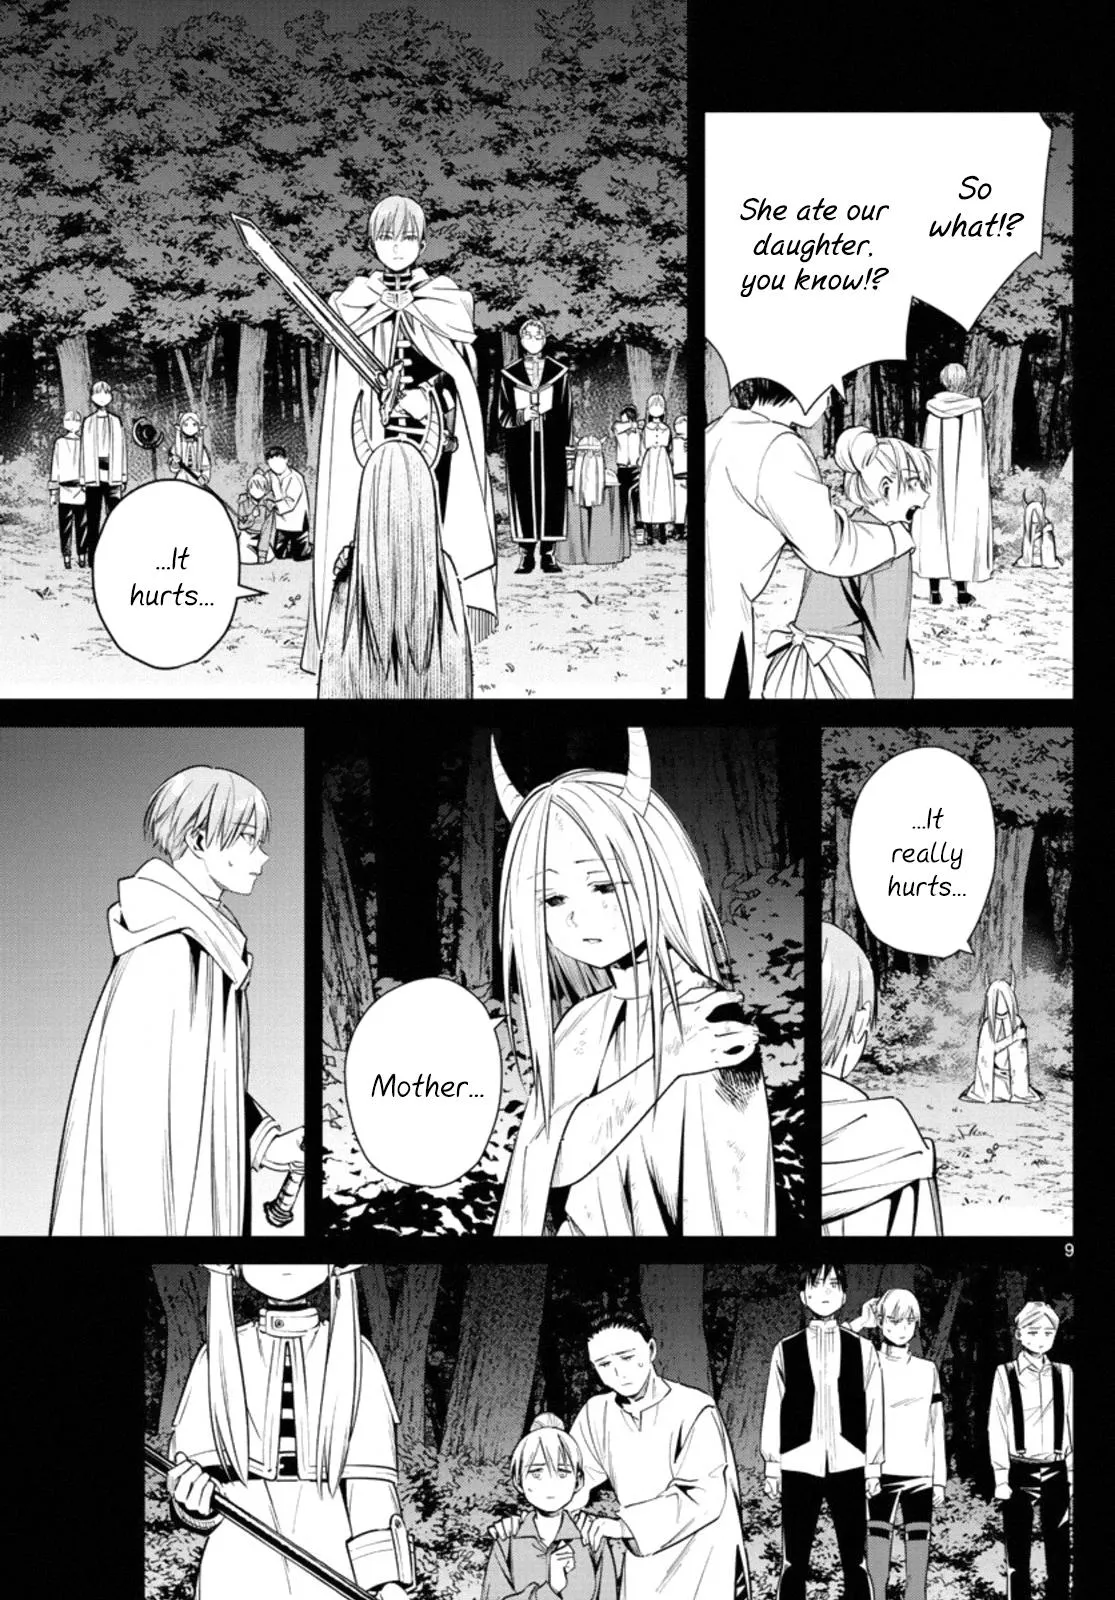 So
what!?
She ate our
daughter,
you know!?
...It
hurts...
...It
really
hurts...
Mother...
9